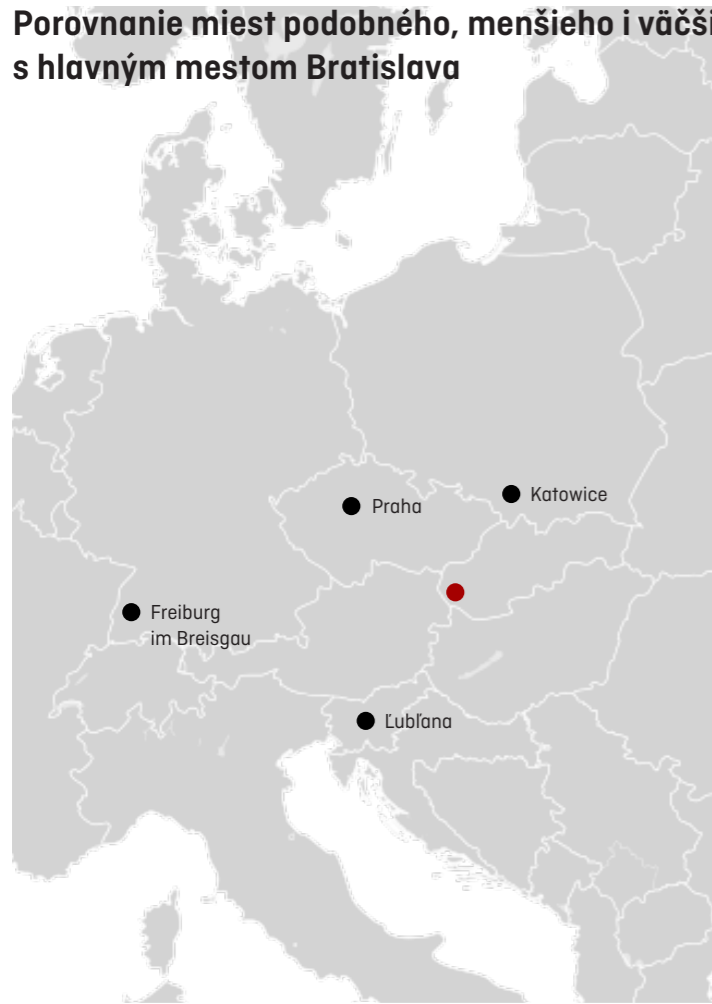 Porovnanie miest podobného, menšieho i väčši
s hlavným mestom Bratislava
Praha
Katowice
Freiburg
im Breisgau
Ľubľana